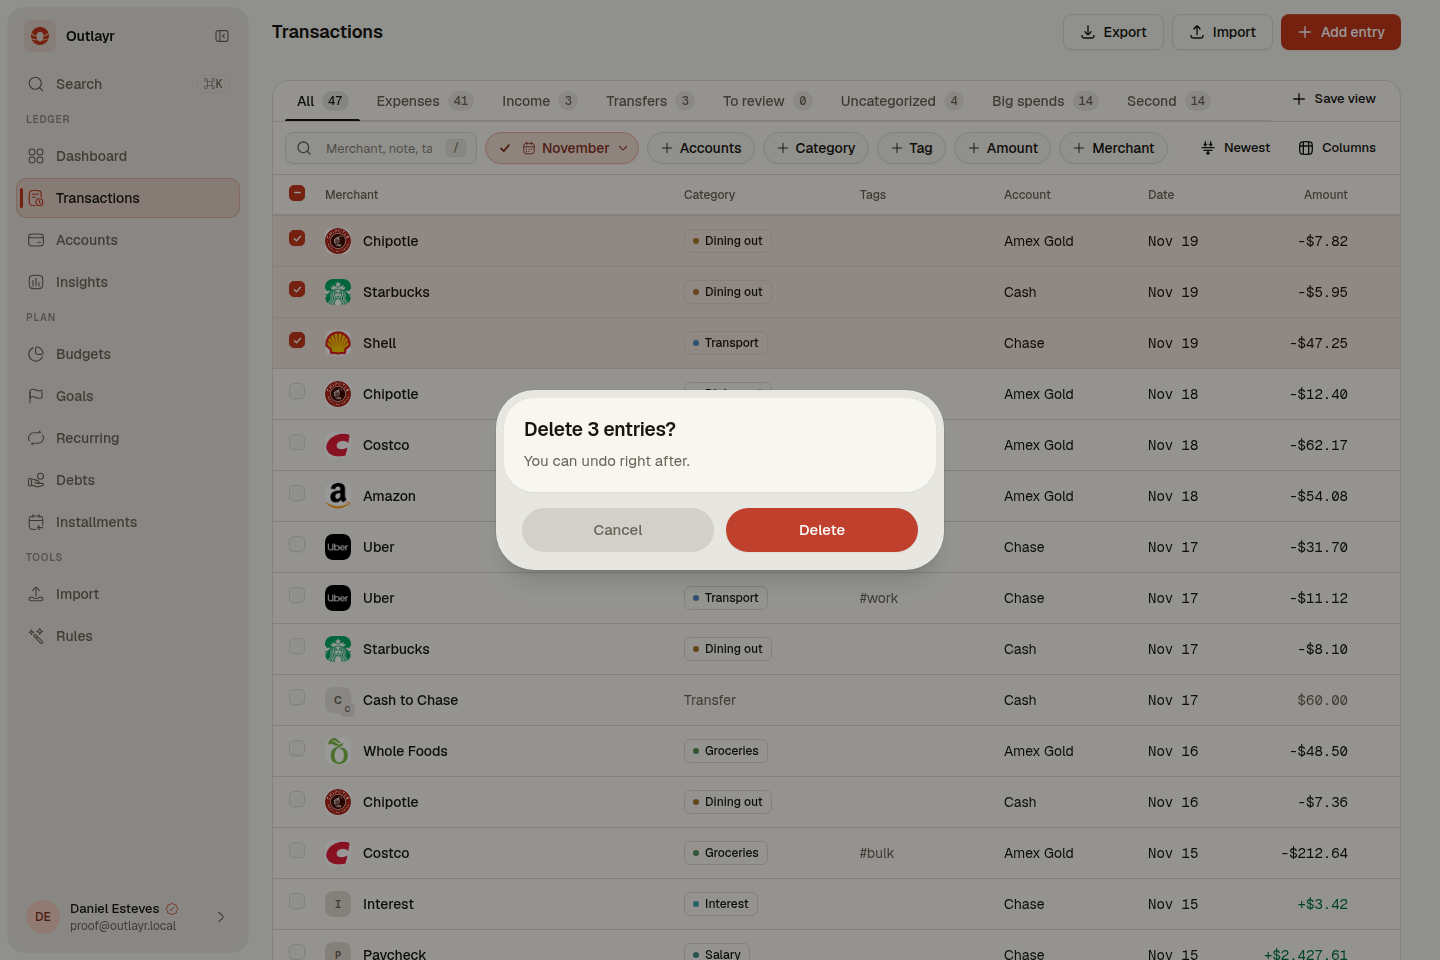 Outlayr
Search ⌘K
LEDGER
Dashboard
Transactions
Accounts
Insights
PLAN
Budgets
Goals
Recurring
Debts
Installments
TOOLS
Import
Rules
DE Daniel Esteves
proof@outlayr.local
Transactions
Export Import Add entry
All 47 Expenses 41 Income 3 Transfers 3 To review 0 Uncategorized 4 Big spends 14 Second 14 Save view
Merchant, note, ta / November Accounts Category Tag Amount Merchant Newest Columns
Merchant Category Tags Account Date Amount
Chipotle Dining out Amex Gold Nov 19 -$7.82
Starbucks Dining out Cash Nov 19 -$5.95
Shell Transport Chase Nov 19 -$47.25
Chipotle Amex Gold Nov 18 -$12.40
Costco Amex Gold Nov 18 -$62.17
a Amazon Amex Gold Nov 18 -$54.08
Delete 3 entries?
You can undo right after.
Cancel Delete
Uber Uber Chase Nov 17 -$31.70
Uber Uber Transport #work Chase Nov 17 -$11.12
Starbucks Dining out Cash Nov 17 -$8.10
C C Cash to Chase Transfer Cash Nov 17 $60.00
Whole Foods Groceries Amex Gold Nov 16 -$48.50
Chipotle Dining out Cash Nov 16 -$7.36
Costco Groceries #bulk Amex Gold Nov 15 -$212.64
I Interest Interest Chase Nov 15 +$3.42
P Paycheck Salary Chase Nov 15 +$2,427.61